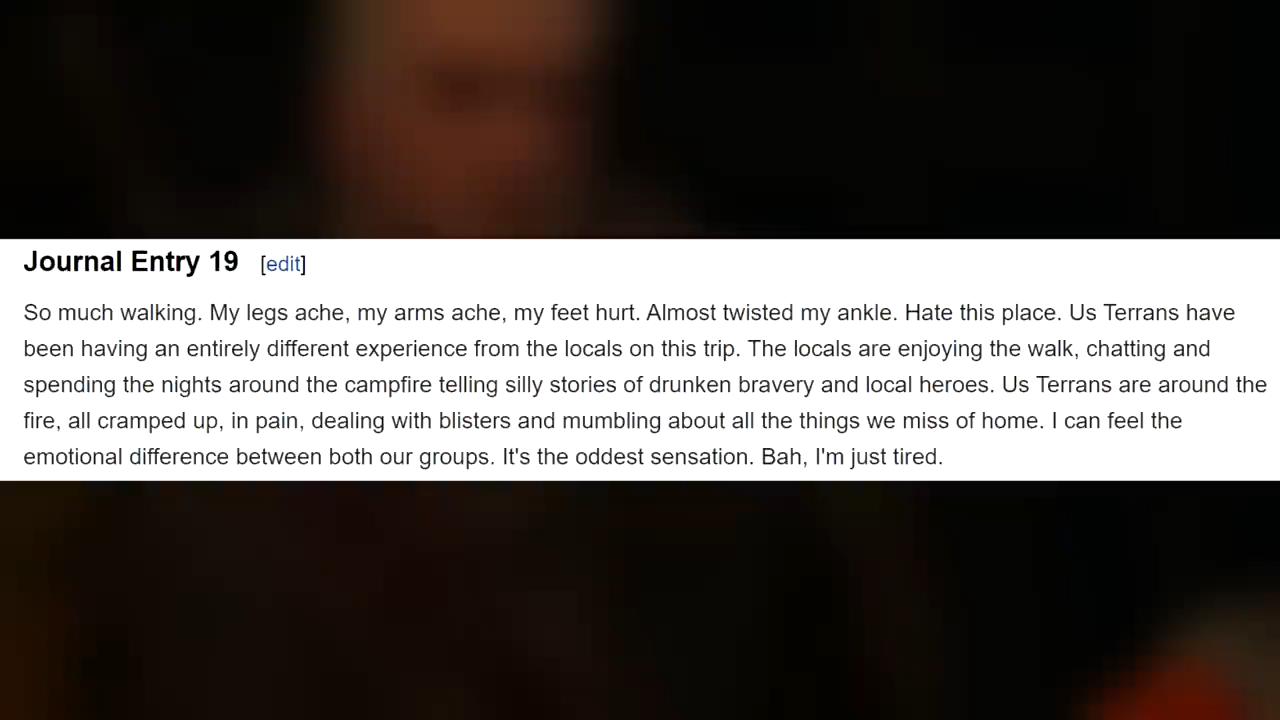 Journal Entry 19 [edit]
So much walking. My legs ache, my arms ache, my feet hurt. Almost twisted my ankle. Hate this place. Us Terrans have
been having an entirely different experience from the locals on this trip. The locals are enjoying the walk, chatting and
spending the nights around the campfire telling silly stories of drunken bravery and local heroes. Us Terrans are around the
fire, all cramped up, in pain, dealing with blisters and mumbling about all the things we miss of home. I can feel the
emotional difference between both our groups. It's the oddest sensation. Bah, I'm just tired.